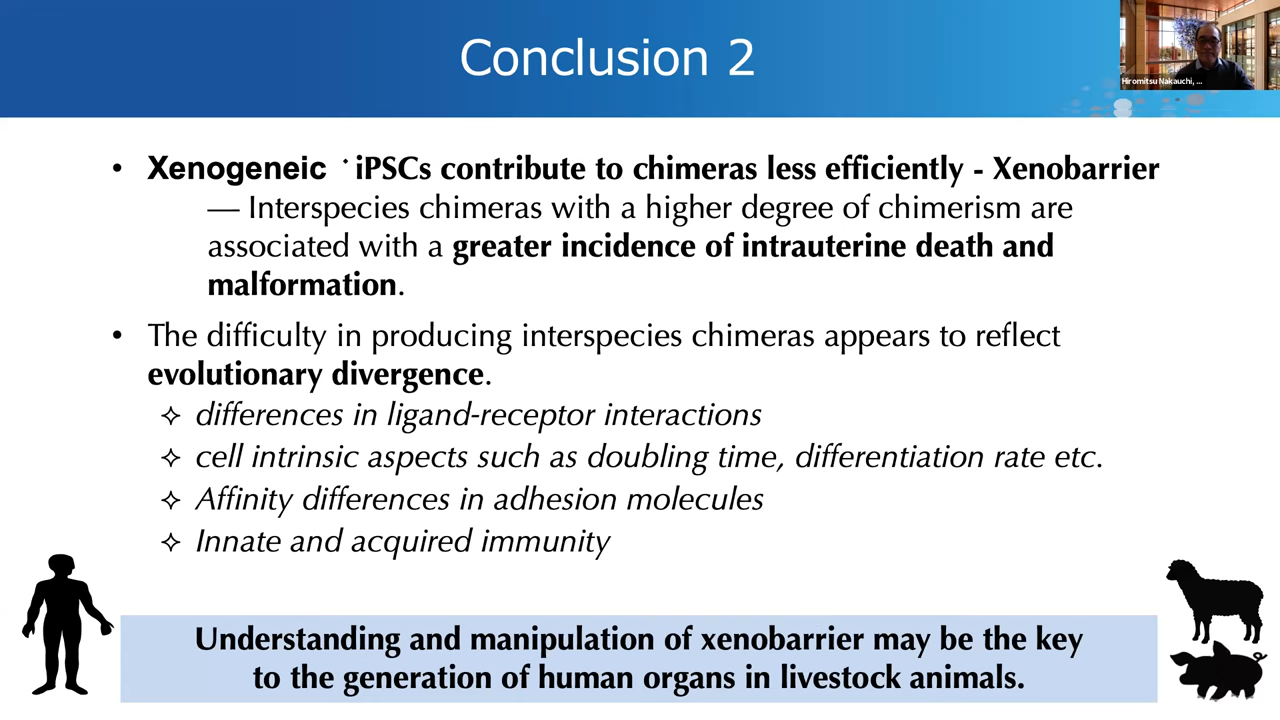 Conclusion 2
Hiromitsu Nakauchi, ...
• Xenogeneic iPSCs contribute to chimeras less efficiently - Xenobarrier
— Interspecies chimeras with a higher degree of chimerism are
associated with a greater incidence of intrauterine death and
malformation.
• The difficulty in producing interspecies chimeras appears to reflect
evolutionary divergence.
✧ differences in ligand-receptor interactions
✧ cell intrinsic aspects such as doubling time, differentiation rate etc.
✧ Affinity differences in adhesion molecules
✧ Innate and acquired immunity
Understanding and manipulation of xenobarrier may be the key
to the generation of human organs in livestock animals.